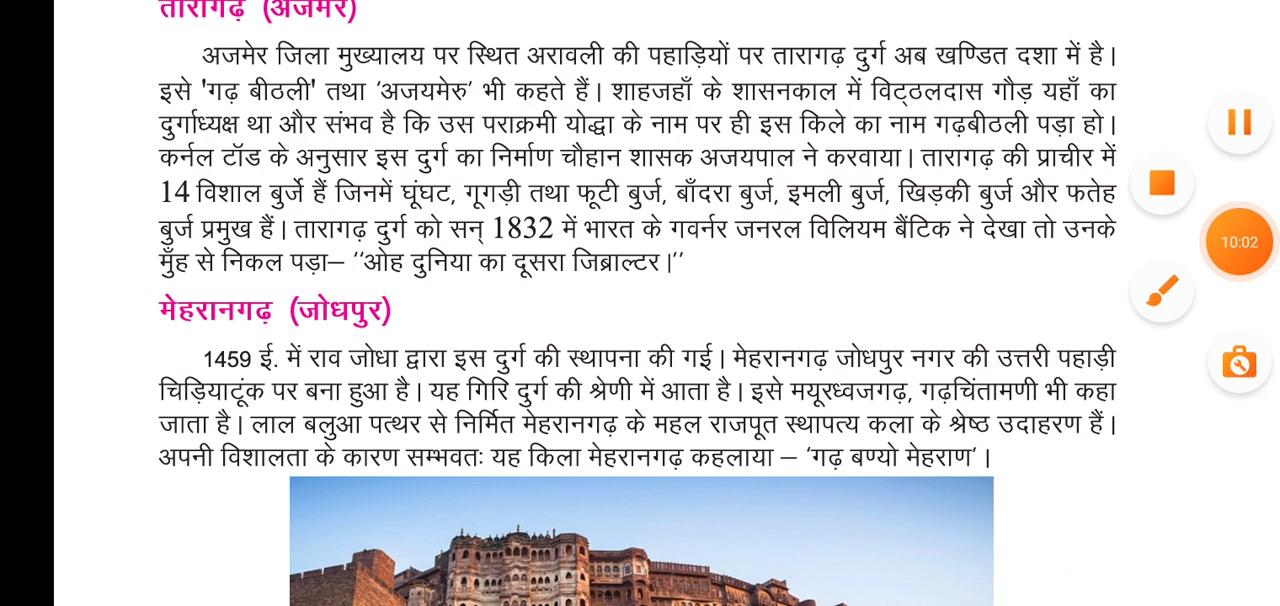 तारागढ़ (अजमेर)
अजमेर जिला मुख्यालय पर स्थित अरावली की पहाड़ियों पर तारागढ़ दुर्ग अब खण्डित दशा में है।
इसे 'गढ़ बीठली' तथा ‘अजयमेरु’ भी कहते हैं। शाहजहाँ के शासनकाल में विट्ठलदास गौड़ यहाँ का
दुर्गाध्यक्ष था और संभव है कि उस पराक्रमी योद्धा के नाम पर ही इस किले का नाम गढ़बीठली पड़ा हो।
कर्नल टॉड के अनुसार इस दुर्ग का निर्माण चौहान शासक अजयपाल ने करवाया। तारागढ़ की प्राचीर में
14 विशाल बुर्जे हैं जिनमें घूंघट, गूगड़ी तथा फूटी बुर्ज, बाँदरा बुर्ज, इमली बुर्ज, खिड़की बुर्ज और फतेह
बुर्ज प्रमुख हैं। तारागढ़ दुर्ग को सन् 1832 में भारत के गवर्नर जनरल विलियम बैंटिक ने देखा तो उनके
मुँह से निकल पड़ा– ‘‘ओह दुनिया का दूसरा जिब्राल्टर।’’
मेहरानगढ़ (जोधपुर)
1459 ई. में राव जोधा द्वारा इस दुर्ग की स्थापना की गई। मेहरानगढ़ जोधपुर नगर की उत्तरी पहाड़ी
चिड़ियाटूंक पर बना हुआ है। यह गिरि दुर्ग की श्रेणी में आता है। इसे मयूरध्वजगढ़, गढ़चिंतामणी भी कहा
जाता है। लाल बलुआ पत्थर से निर्मित मेहरानगढ़ के महल राजपूत स्थापत्य कला के श्रेष्ठ उदाहरण हैं।
अपनी विशालता के कारण सम्भवतः यह किला मेहरानगढ़ कहलाया – ‘गढ़ बण्यो मेहराण’।
10:02